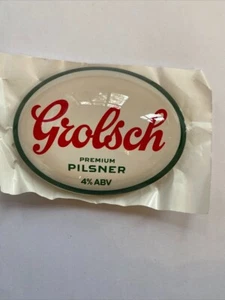 Grolsch
PREMIUM
PILSNER
4% ABV